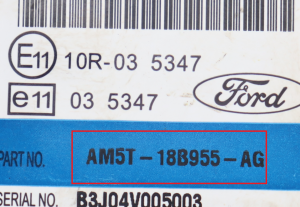 E11 10R-03 5347
e11 03 5347 Ford
PART NO. AM5T-18B955-AG
SERIAL NO. B3J04V005003